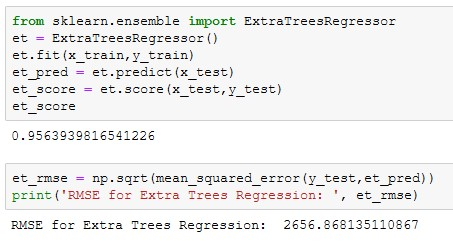 from sklearn.ensemble import ExtraTreesRegressor
et = ExtraTreesRegressor()
et.fit(x_train,y_train)
et_pred = et.predict(x_test)
et_score = et.score(x_test,y_test)
et_score
0.9563939816541226
et_rmse = np.sqrt(mean_squared_error(y_test,et_pred))
print('RMSE for Extra Trees Regression: ', et_rmse)
RMSE for Extra Trees Regression:  2656.868135110867